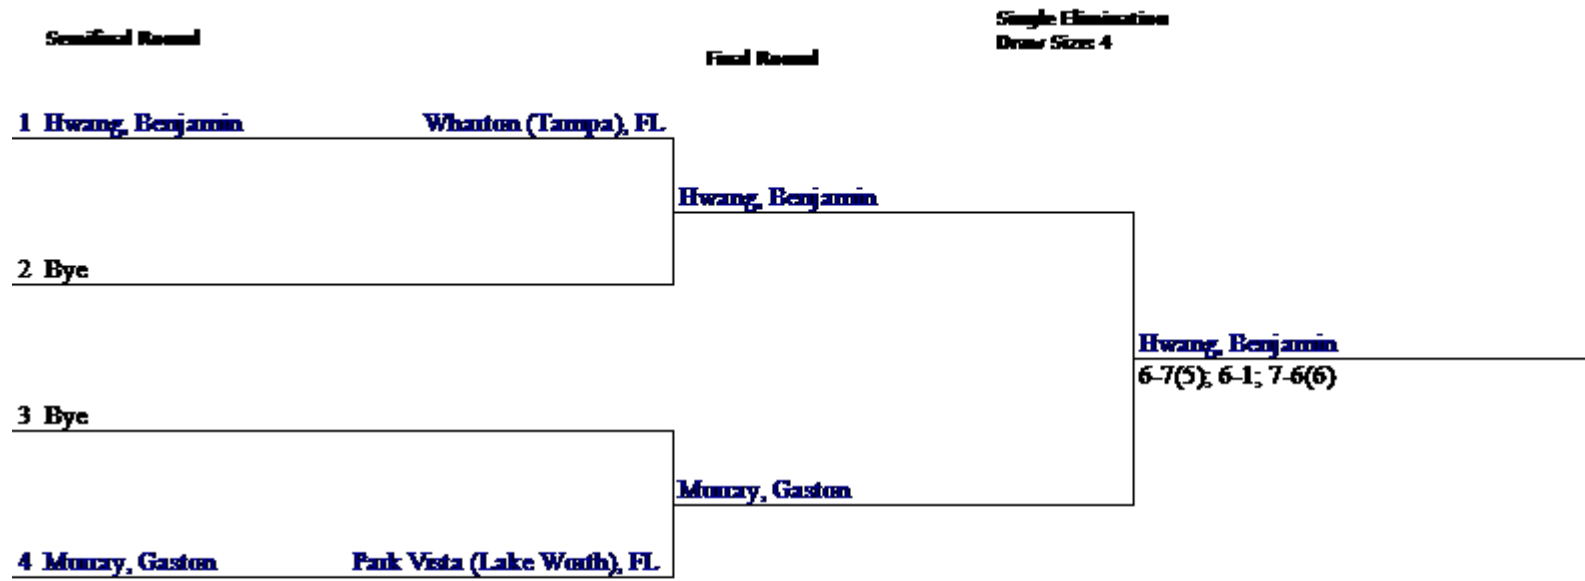 Single Elimination
Semifinal Round
Draw Size: 4
Final Round
1 Hwang, Benjamin Wharton (Tampa), FL
Hwang, Benjamin
2 Bye
Hwang, Benjamin
6-7(5); 6-1; 7-6(6)
3 Bye
Murray, Gaston
4 Murray, Gaston Park Vista (Lake Worth), FL